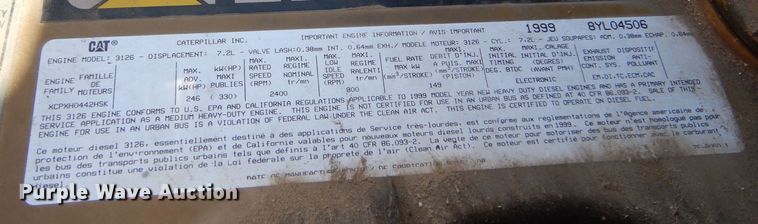 CAT CATERPILLAR INC. IMPORTANT ENGINE INFORMATION / AVIS IMPORTANT 1999 8YL04506
ENGINE MODEL: 3126 - DISPLACEMENT: 7.2L - VALVE LASH:0.38mm INT. 0.64mm EXH./ MODELE MOTEUR: 3126 - CYL.: 7.2L - JEU SOUPAPES: ADM. 0.38mm ECHAP. 0.64mm
ENGINE FAMILY FAMILLE DE MOTEURS
MAX. ADV. kW(HP)
kW(HP) MAXI PUBLIES
MAX. SPEED RPM
REGIME MAXI. tr/mn
LOW IDLE RPM
REGIME RALENTI tr/mn
FUEL RATE @ MAX kW (mm³/STROKE)
DEBIT INJ. A PUIS. MAXI (mm³/PISTON)
INITIAL TIMING DEG. BTDC
MAXI. CALAGE INITIAL D'INJ. (AVANT PMH)
EXHAUST EMISSION CONT. SYS.
DISPOSITIF ANTI- POLLUANT
XCPXH0442HSK 246 (330) 2400 800 149 ELECTRONIC EM,DI,TC,ECM,CAC
THIS 3126 ENGINE CONFORMS TO U.S. EPA AND CALIFORNIA REGULATIONS APPLICABLE TO 1999 MODEL YEAR NEW HEAVY DUTY DIESEL ENGINES AND HAS A PRIMARY INTENDED
SERVICE APPLICATION AS A MEDIUM HEAVY-DUTY ENGINE. THIS ENGINE IS NOT CERTIFIED FOR USE IN AN URBAN BUS AS DEFINED AT 40 CFR 86.093-2. SALE OF THIS
ENGINE FOR USE IN AN URBAN BUS IS A VIOLATION OF FEDERAL LAW UNDER THE CLEAN AIR ACT. THIS ENGINE IS CERTIFIED TO OPERATE ON DIESEL FUEL.
Ce moteur diesel 3126, essentiellement destiné à des applications de Service très-lourdes, est conforme aux réglementations de l'Agence américaine de
protection de l'environnement (EPA) et de Californie valables pour nouveaux moteurs diesel lourds construits en 1999. Ce moteur n'est pas homologué pour
les bus des transports publics urbains tels que définis à l'art 40 CFR 86.093-2. La vente de ce moteur pour motoriser des bus des transports publics
urbains constitute une violation de la Loi fédérale sur la propreté de l'air (Clean Air Act). Ce moteur est certifié pour fonctionner avec le carburant
diesel.
Purple Wave Auction